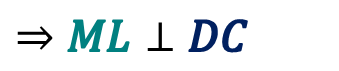 ⇒ ML ⊥ DC